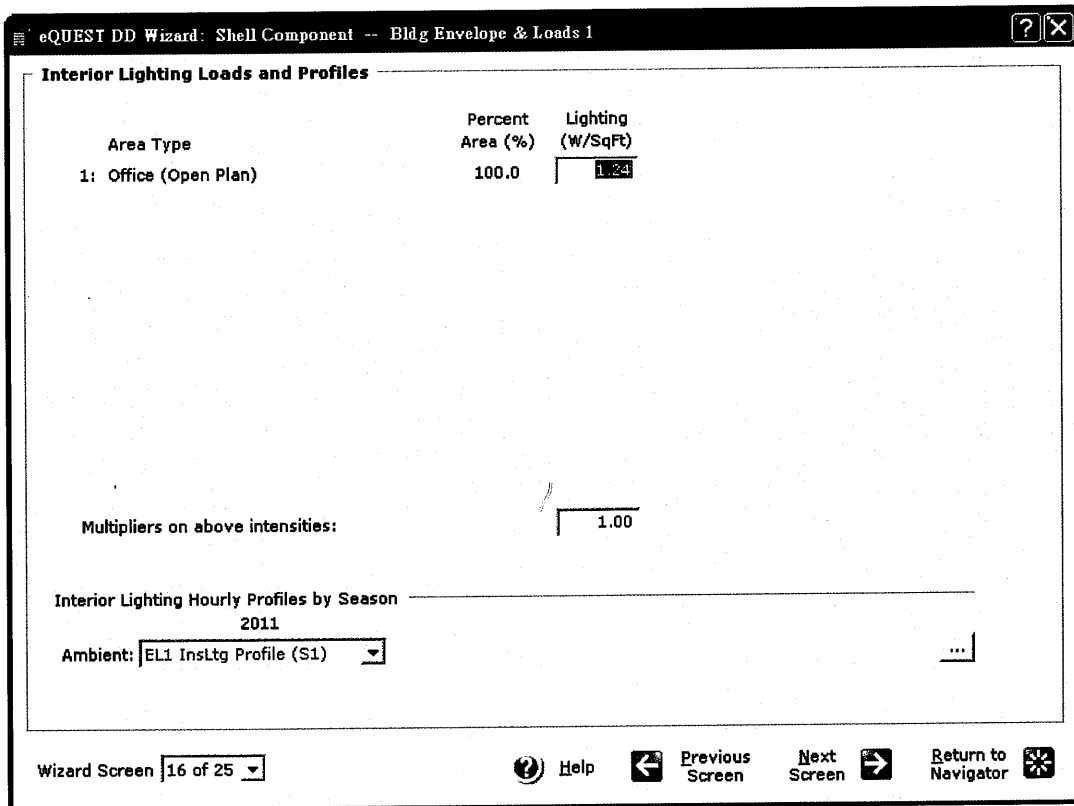 eQUEST DD Wizard: Shell Component -- Bldg Envelope & Loads 1
Interior Lighting Loads and Profiles
Area Type Percent Area (%) Lighting (W/SqFt)
1: Office (Open Plan) 100.0 1.24
Multipliers on above intensities: 1.00
Interior Lighting Hourly Profiles by Season
2011
Ambient: EL1 InsLtg Profile (S1) ...
Wizard Screen 16 of 25 Help Previous Screen Next Screen Return to Navigator